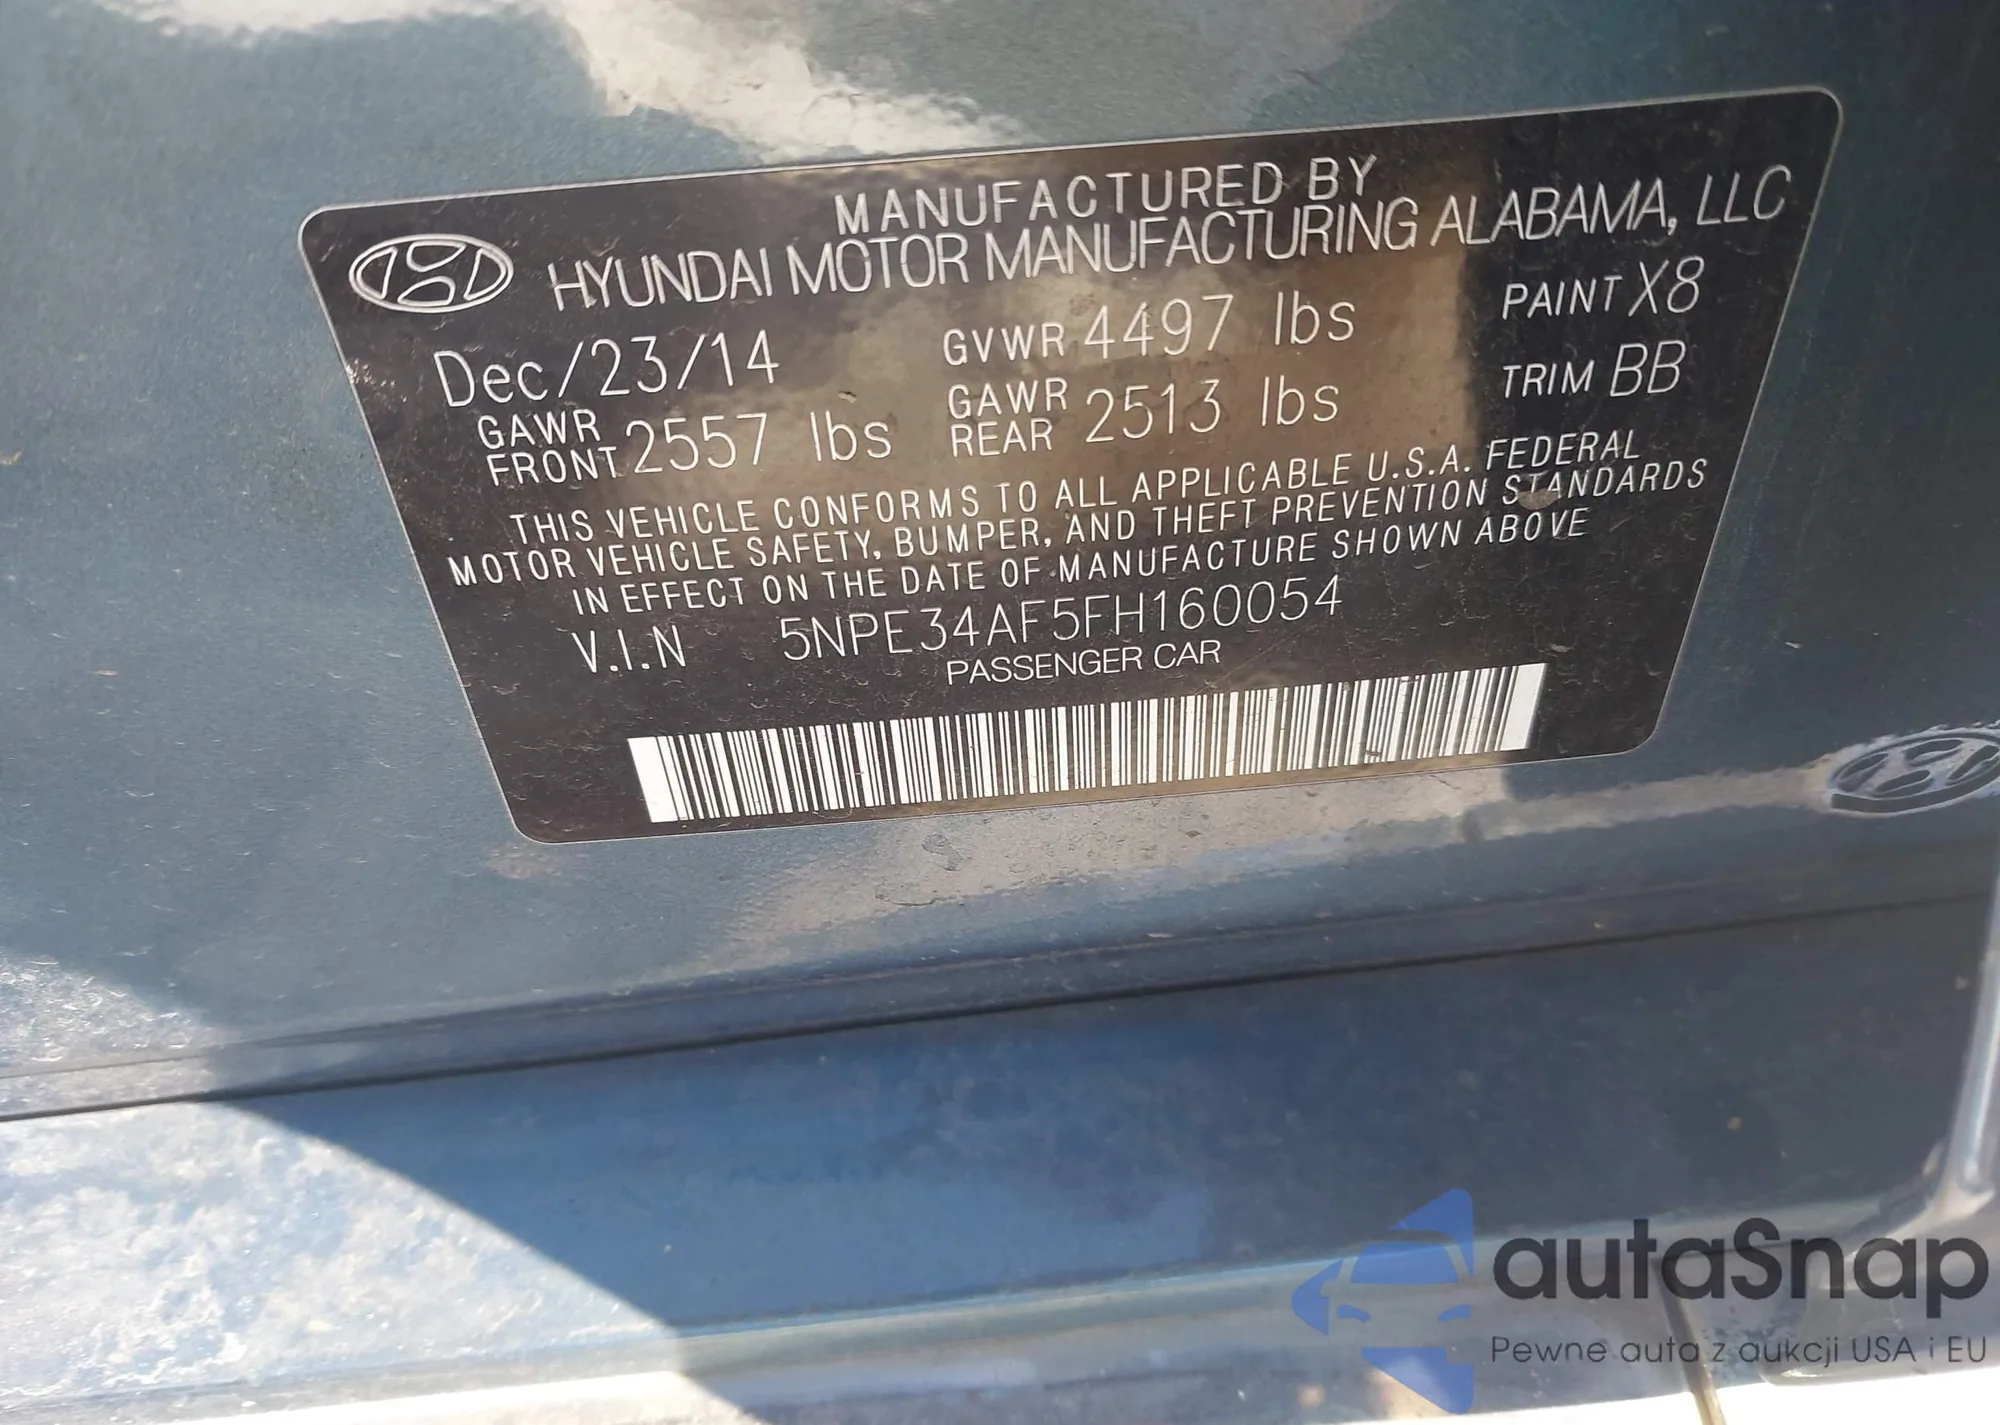 MANUFACTURED BY
HYUNDAI MOTOR MANUFACTURING ALABAMA, LLC
Dec/23/14 GVWR 4497 lbs PAINT X8
GAWR FRONT 2557 lbs GAWR REAR 2513 lbs TRIM BB
THIS VEHICLE CONFORMS TO ALL APPLICABLE U.S.A. FEDERAL
MOTOR VEHICLE SAFETY, BUMPER, AND THEFT PREVENTION STANDARDS
IN EFFECT ON THE DATE OF MANUFACTURE SHOWN ABOVE
V.I.N 5NPE34AF5FH160054
PASSENGER CAR
autaSnap
Pewne auta z aukcji USA i EU